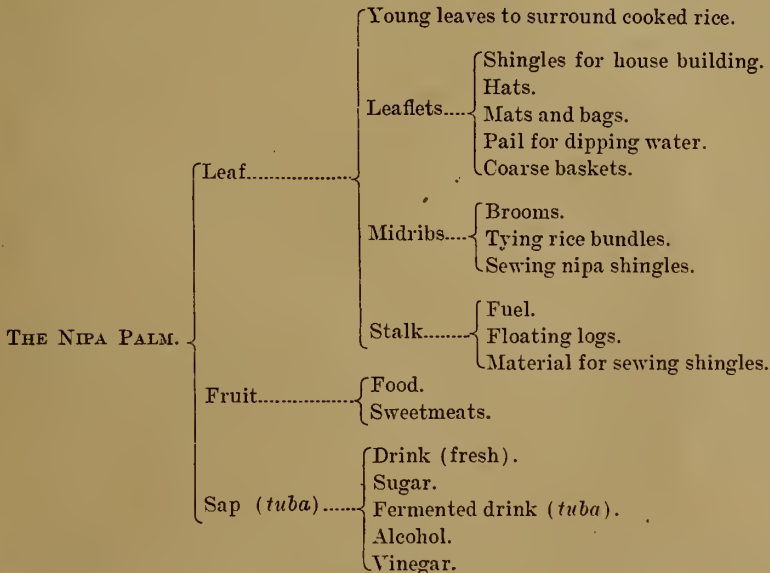 Young leaves to surround cooked rice.
Shingles for house building.
Hats.
Leaflets....
Mats and bags.
Pail for dipping water.
Coarse baskets.
Leaf......................
Brooms.
Midribs....
Tying rice bundles.
Sewing nipa shingles.
Fuel.
Stalk........
Floating logs.
THE NIPA PALM.
Material for sewing shingles.
Food.
Fruit....................
Sweetmeats.
Drink (fresh).
Sugar.
Sap (tuba).......
Fermented drink (tuba).
Alcohol.
Vinegar.